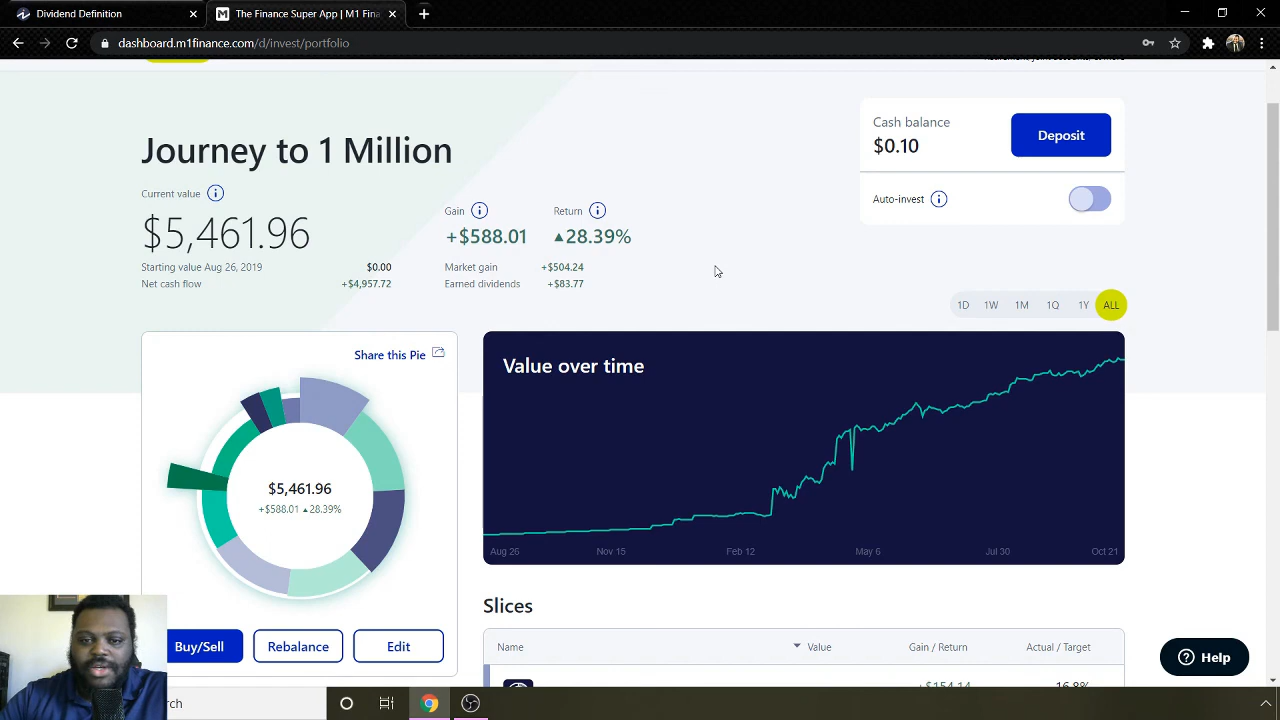 Dividend Definition
The Finance Super App | M1 Fina
dashboard.m1finance.com/d/invest/portfolio
Journey to 1 Million
Current value
$5,461.96
Starting value Aug 26, 2019 $0.00
Net cash flow +$4,957.72
Gain
+$588.01
Return
28.39%
Market gain +$504.24
Earned dividends +$83.77
Cash balance
$0.10
Deposit
Auto-invest
1D 1W 1M 1Q 1Y ALL
Share this Pie
$5,461.96
+$588.01 28.39%
Buy/Sell
Rebalance
Edit
Value over time
Aug 26 Nov 15 Feb 12 May 6 Jul 30 Oct 21
Slices
Name Value Gain / Return Actual / Target
+$154.14 16.8%
Help
rch